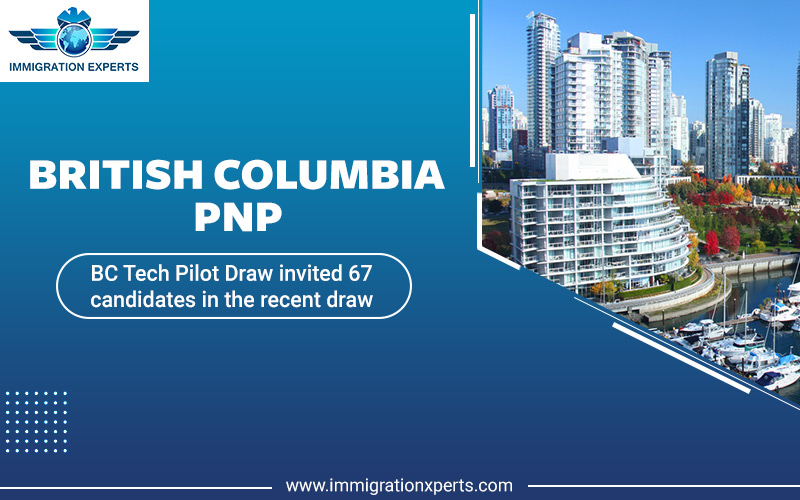 IMMIGRATION EXPERTS
BRITISH COLUMBIA
PNP
BC Tech Pilot Draw invited 67
candidates in the recent draw
www.immigrationxperts.com